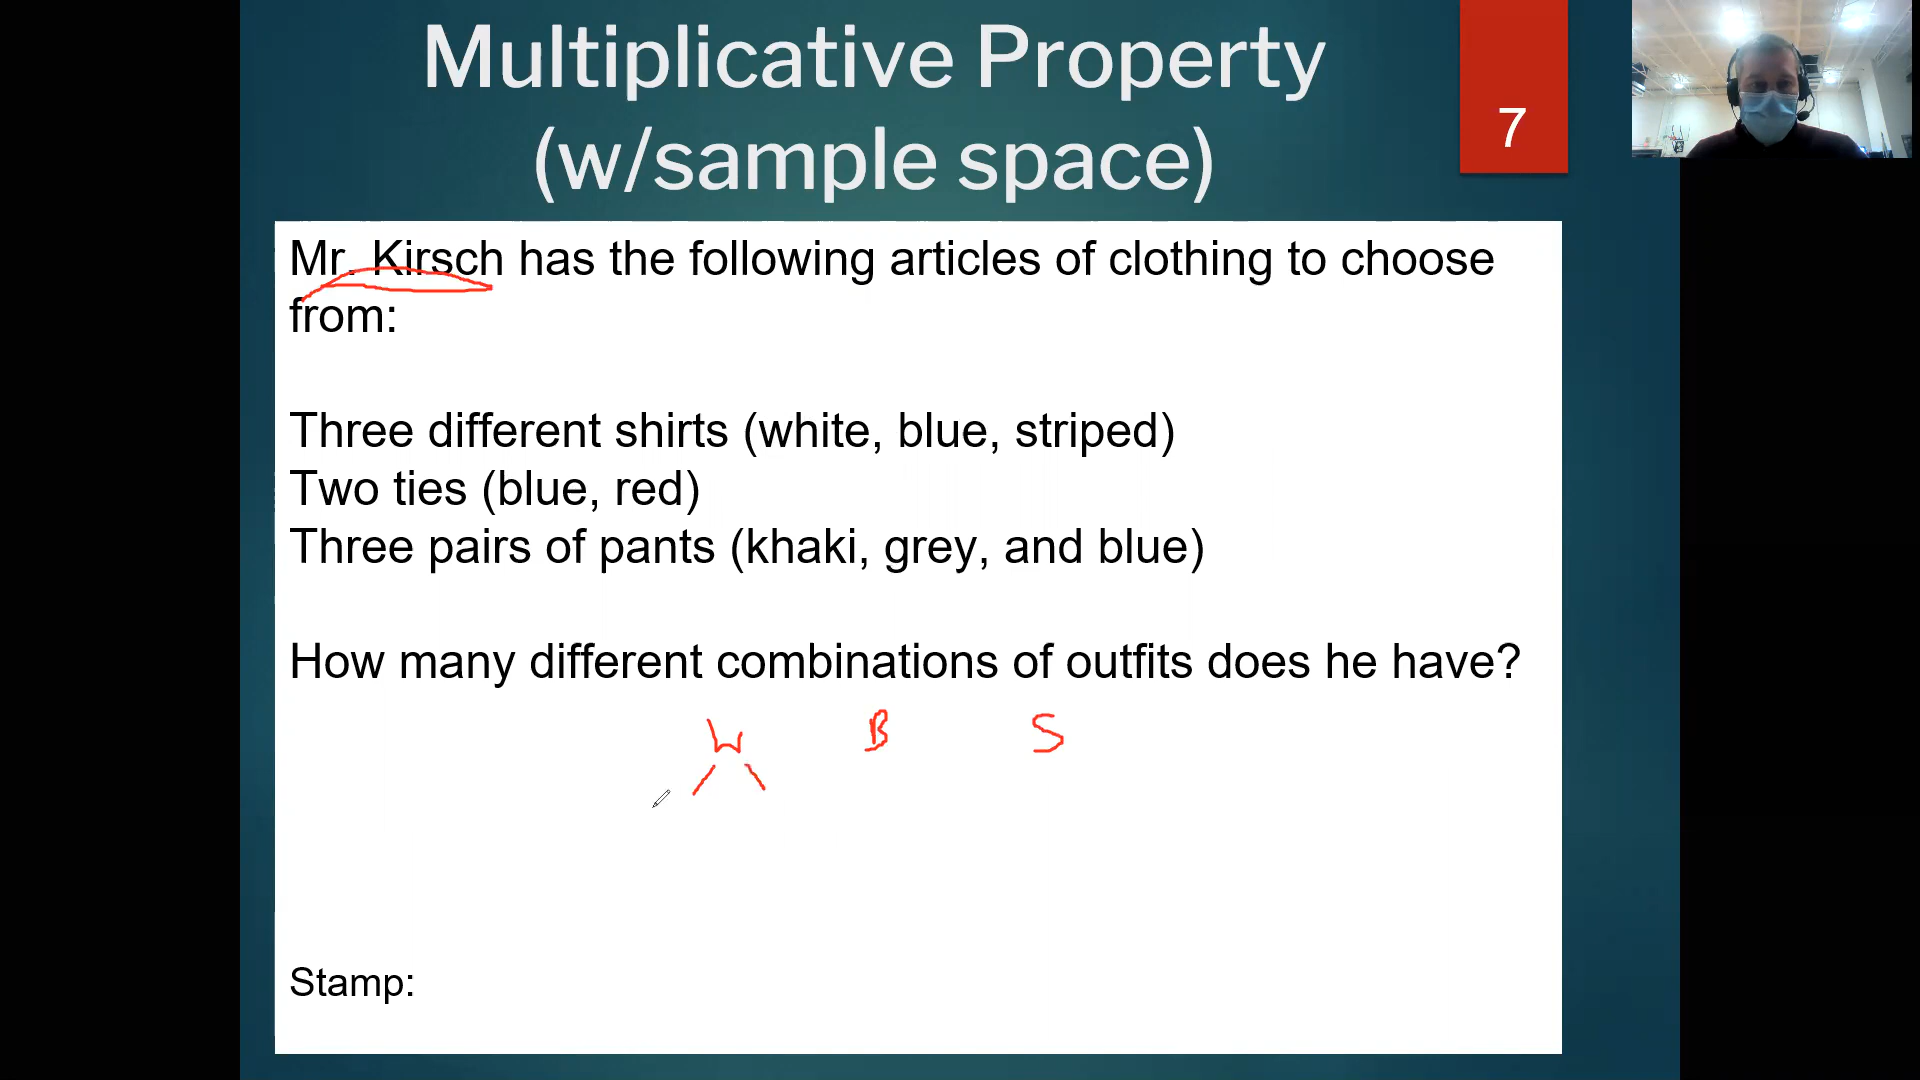 Multiplicative Property
(w/sample space)
7
Mr. Kirsch has the following articles of clothing to choose
from:
Three different shirts (white, blue, striped)
Two ties (blue, red)
Three pairs of pants (khaki, grey, and blue)
How many different combinations of outfits does he have?
W B S
Stamp: